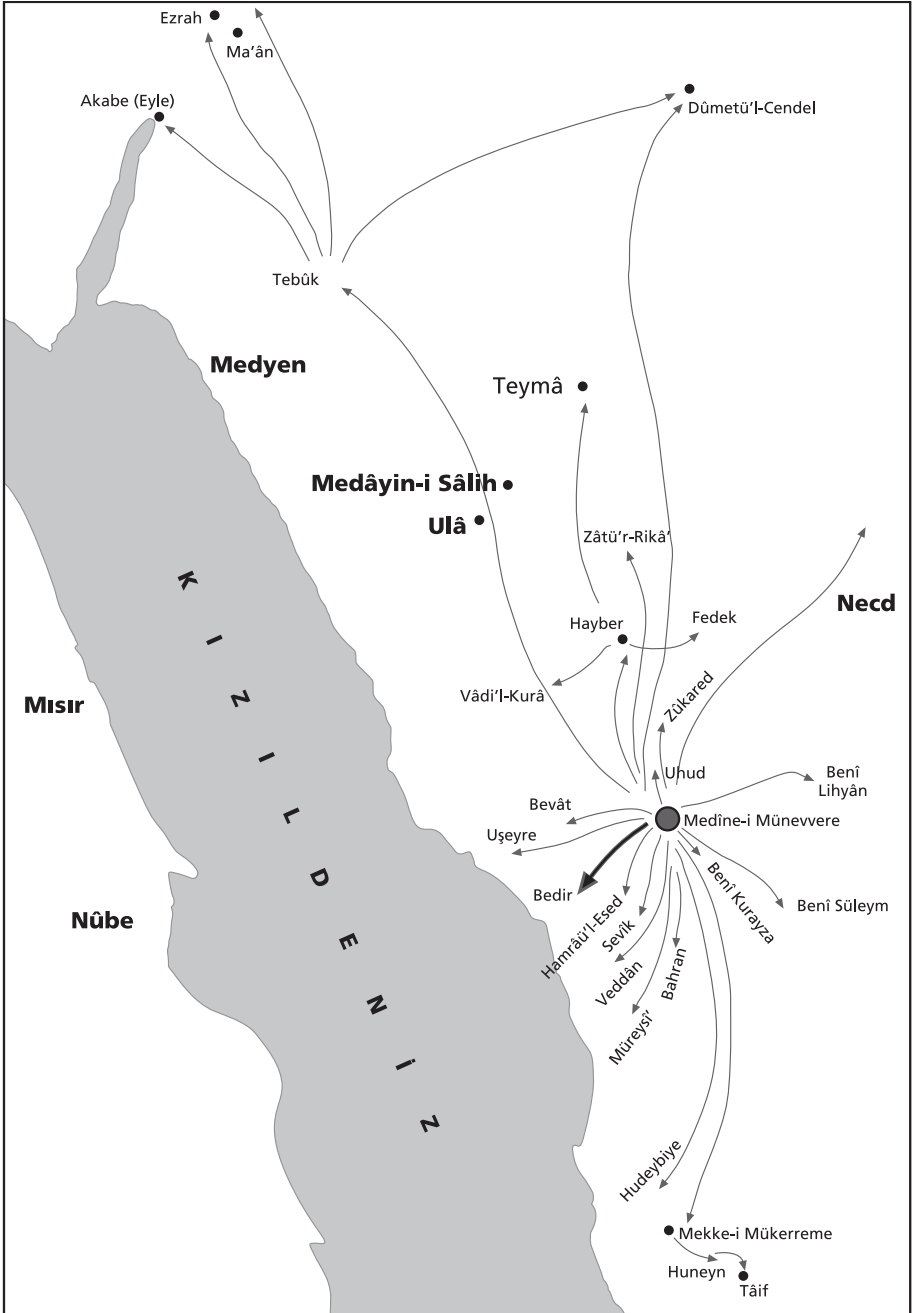 Ezrah
Ma’ân
Akabe (Eyle)
Dûmetü’l-Cendel
Tebûk
Medyen
Teymâ
Medâyin-i Sâlih
Ulâ
Zâtü’r-Rikâ’
KIZILDENİZ
Necd
Hayber
Fedek
Vâdi’l-Kurâ
Mısır
Zûkared
Uhud
Benî
Lihyân
Bevât
Medîne-i Münevvere
Uşeyre
Bedir
Benî Kurayza
Benî Süleym
Nûbe
Hamrâü’l-Esed
Sevîk
Veddân
Bahran
Müreysî’
Hudeybiye
Mekke-i Mükerreme
Huneyn
Tâif